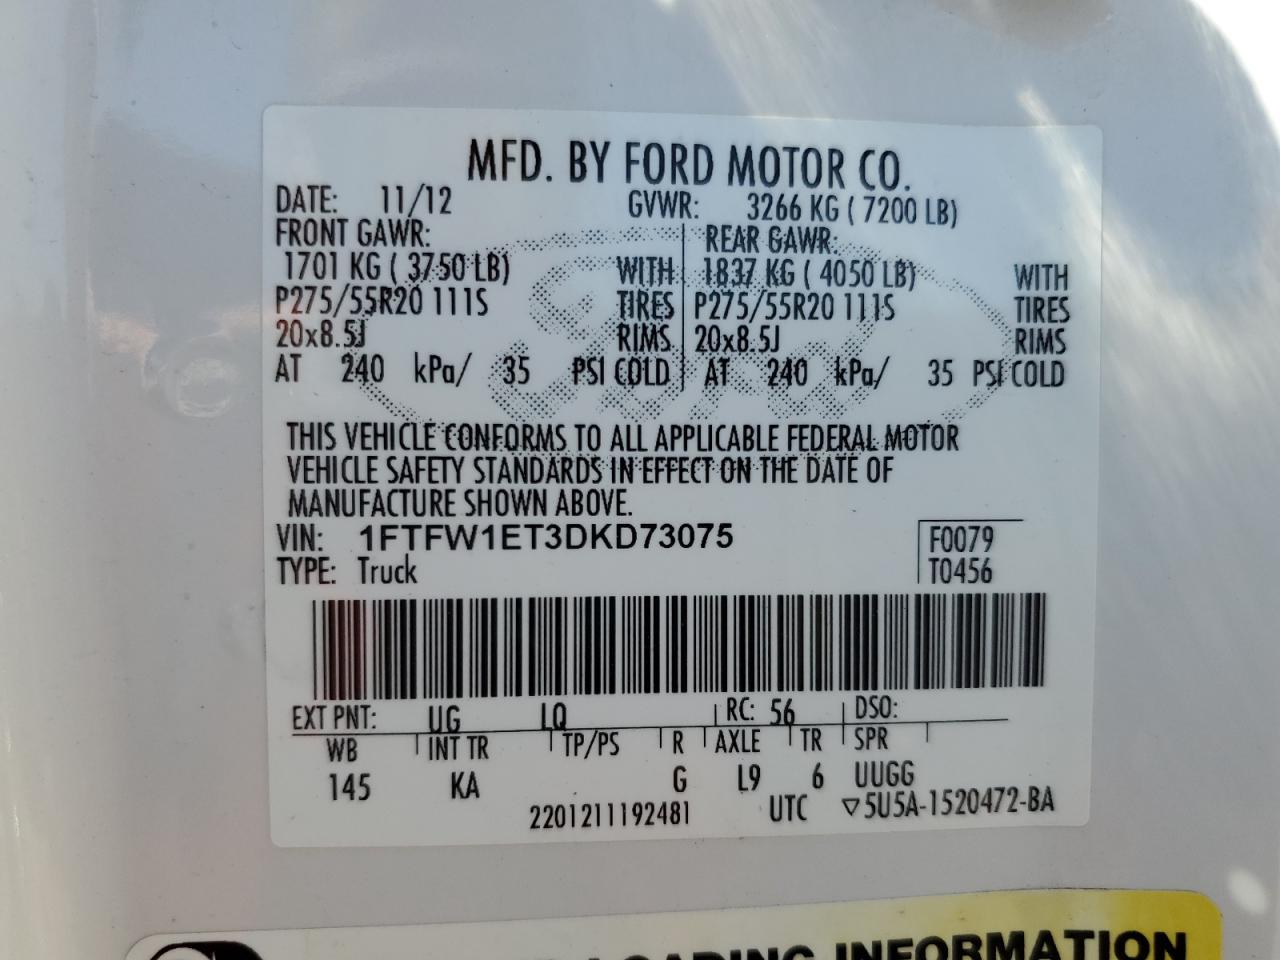 MFD. BY FORD MOTOR CO.
DATE: 11/12 GVWR: 3266 KG ( 7200 LB)
FRONT GAWR: REAR GAWR:
1701 KG ( 3750 LB) WITH 1837 KG ( 4050 LB) WITH
P275/55R20 111S TIRES P275/55R20 111S TIRES
20x8.5J RIMS 20x8.5J RIMS
AT 240 kPa/ 35 PSI COLD AT 240 kPa/ 35 PSI COLD
THIS VEHICLE CONFORMS TO ALL APPLICABLE FEDERAL MOTOR
VEHICLE SAFETY STANDARDS IN EFFECT ON THE DATE OF
MANUFACTURE SHOWN ABOVE.
VIN: 1FTFW1ET3DKD73075 F0079
TYPE: Truck T0456
EXT PNT: UG LQ RC: 56 DSO:
WB INT TR TP/PS R AXLE TR SPR
145 KA G L9 6 UUGG
2201211192481 UTC ▽5U5A-1520472-BA
LOADING INFORMATION